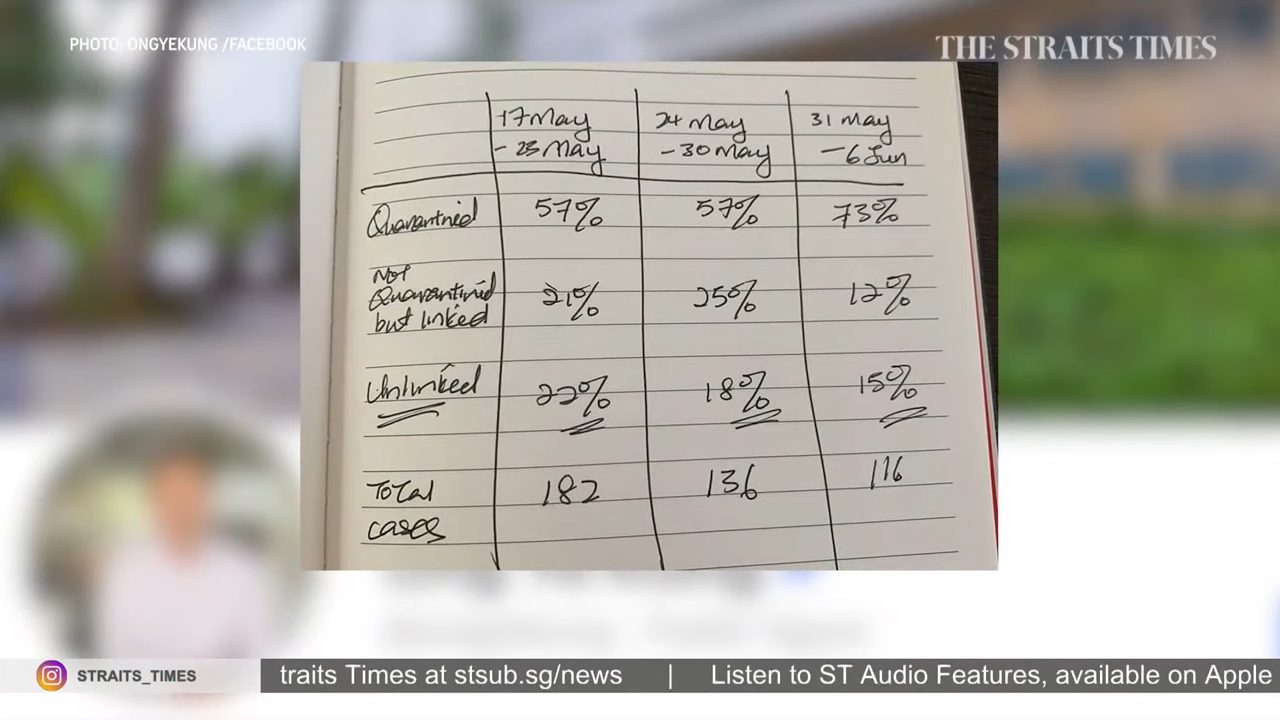 PHOTO: ONGYEKUNG /FACEBOOK
THE STRAITS TIMES
17 May 24 May 31 May
- 23 May - 30 May - 6 Jun
Quarantnied 57% 57% 73%
Not
Quarantined 21% 25% 12%
but linked
Unlinked 22% 18% 15%
Total 182 136 116
cases
STRAITS_TIMES traits Times at stsub.sg/news | Listen to ST Audio Features, available on Apple